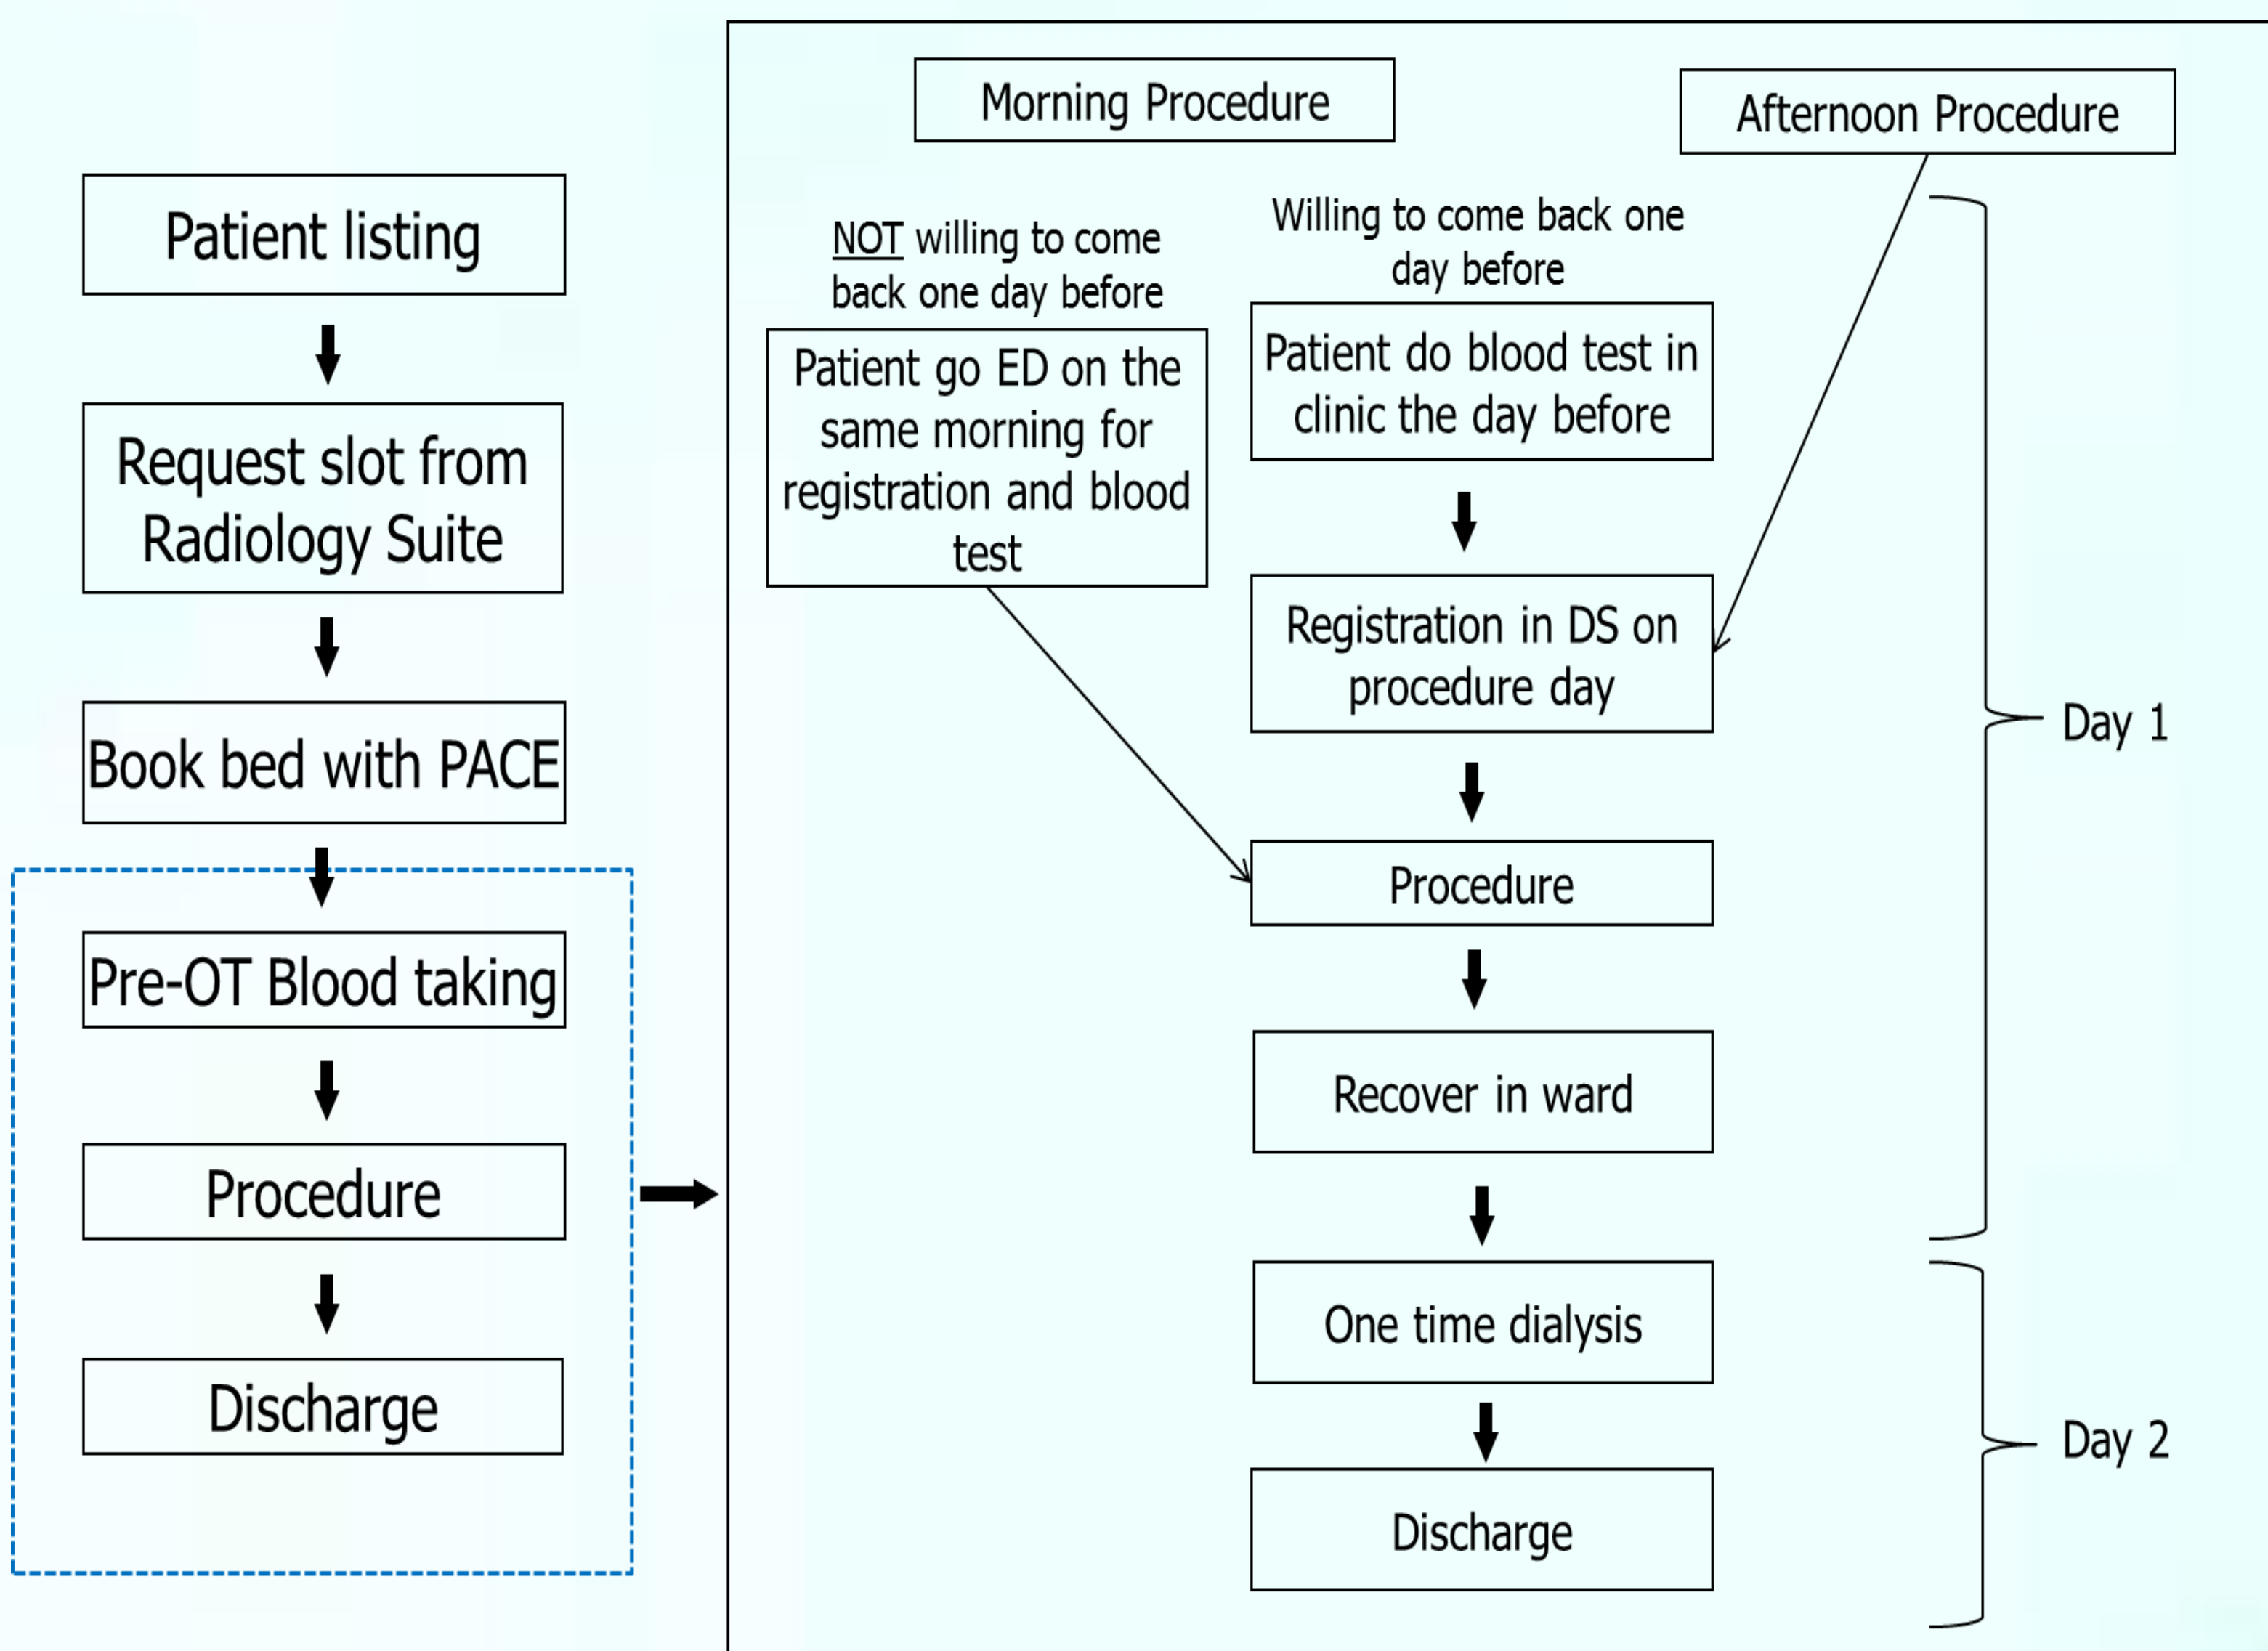 Patient listing
Request slot from
Radiology Suite
Book bed with PACE
Pre-OT Blood taking
Procedure
Discharge
Morning Procedure
Afternoon Procedure
NOT willing to come
back one day before
Patient go ED on the
same morning for
registration and blood
test
Willing to come back one
day before
Patient do blood test in
clinic the day before
Registration in DS on
procedure day
Procedure
Recover in ward
One time dialysis
Discharge
Day 1
Day 2